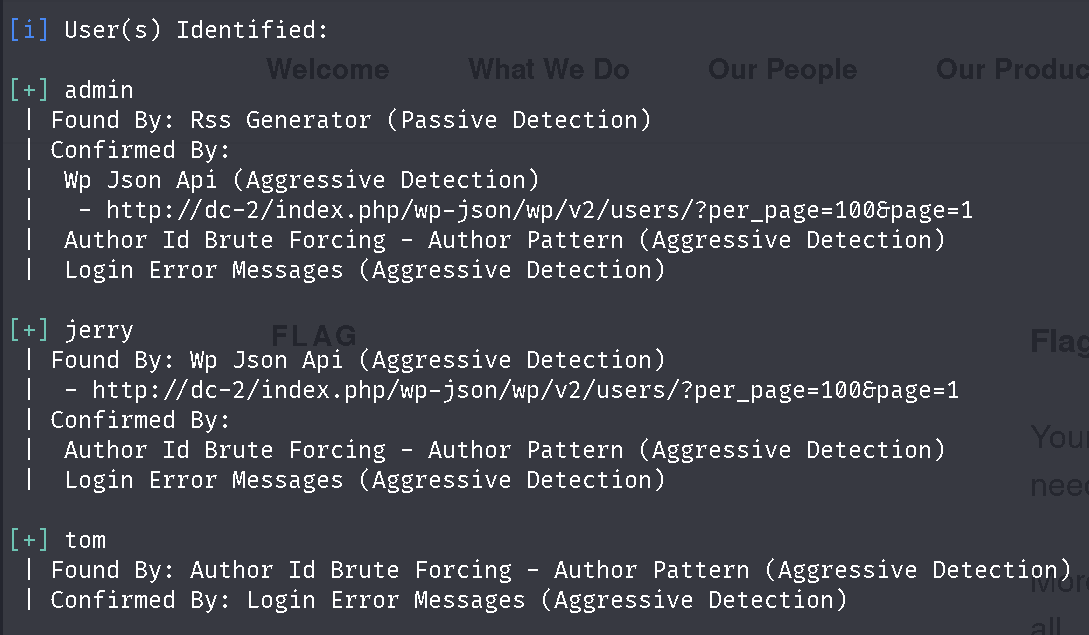 [i] User(s) Identified:
Welcome What We Do Our People Our Produc
[+] admin
| Found By: Rss Generator (Passive Detection)
| Confirmed By:
|  Wp Json Api (Aggressive Detection)
|   - http://dc-2/index.php/wp-json/wp/v2/users/?per_page=100&page=1
|  Author Id Brute Forcing - Author Pattern (Aggressive Detection)
|  Login Error Messages (Aggressive Detection)
[+] jerry
FLAG
Flag
| Found By: Wp Json Api (Aggressive Detection)
|  - http://dc-2/index.php/wp-json/wp/v2/users/?per_page=100&page=1
| Confirmed By:
|  Author Id Brute Forcing - Author Pattern (Aggressive Detection)
Your
|  Login Error Messages (Aggressive Detection)
need
[+] tom
| Found By: Author Id Brute Forcing - Author Pattern (Aggressive Detection)
More
| Confirmed By: Login Error Messages (Aggressive Detection)
all